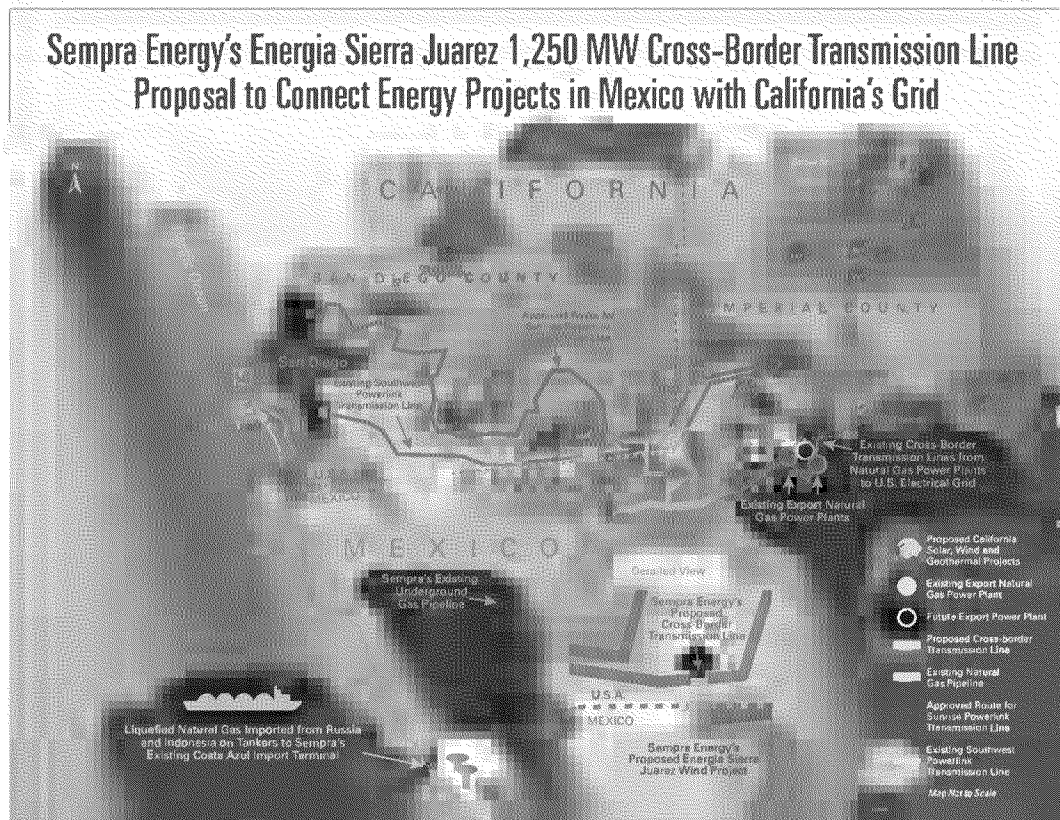 Sempra Energy's Energia Sierra Juarez 1,250 MW Cross-Border Transmission Line
Proposal to Connect Energy Projects in Mexico with California's Grid
N
CALIFORNIA
SAN DIEGO COUNTY
IMPERIAL COUNTY
Approved Route for
San Diego
Existing Southwest
Powerlink
Transmission Line
U.S.A.
MEXICO
Existing Cross-Border
Transmission Lines from
Natural Gas Power Plants
to U.S. Electrical Grid
Existing Export Natural
Gas Power Plants
MEXICO
Sempra's Existing
Underground
Gas Pipeline
Detailed View
Sempra Energy's
Proposed
Cross-Border
Transmission Line
U.S.A.
MEXICO
Sempra Energy's
Proposed Energia Sierra
Juarez Wind Project
Liquefied Natural Gas Imported from Russia
and Indonesia on Tankers to Sempra's
Existing Costa Azul Import Terminal
Proposed California
Solar, Wind and
Geothermal Projects
Existing Export Natural
Gas Power Plant
Future Export Power Plant
Proposed Cross-border
Transmission Line
Existing Natural
Gas Pipeline
Approved Route for
Sunrise Powerlink
Transmission Line
Existing Southwest
Powerlink
Transmission Line
Map Not to Scale